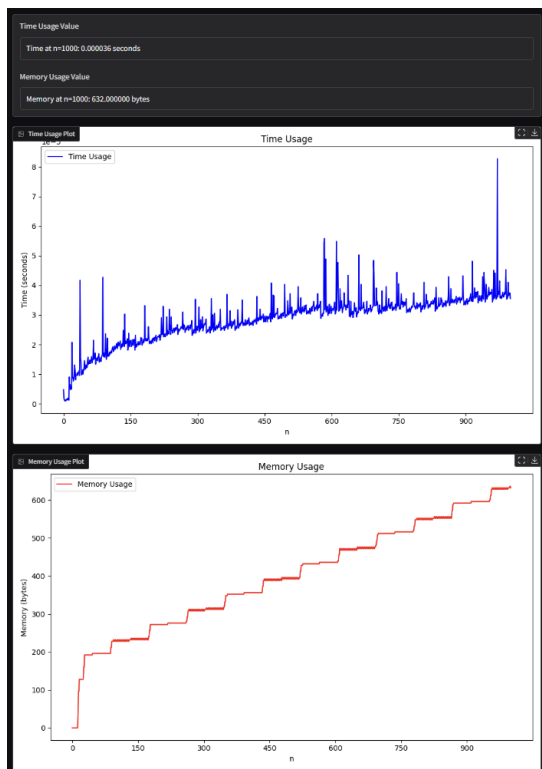 Time Usage Value
Time at n=1000: 0.000036 seconds
Memory Usage Value
Memory at n=1000: 632.000000 bytes
Time Usage Plot
1e-5
Time Usage
Time Usage
8
7
6
5
4
3
2
1
0
Time (seconds)
0 150 300 450 600 750 900
n
Memory Usage Plot
Memory Usage
Memory Usage
600
500
400
300
200
100
0
Memory (bytes)
0 150 300 450 600 750 900
n